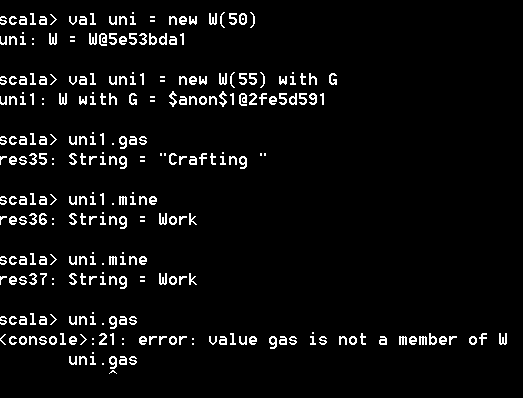 scala> val uni = new W(50)
uni: W = W@5e53bda1
scala> val uni1 = new W(55) with G
uni1: W with G = $anon$1@2fe5d591
scala> uni1.gas
res35: String = "Crafting "
scala> uni1.mine
res36: String = Work
scala> uni.mine
res37: String = Work
scala> uni.gas
<console>:21: error: value gas is not a member of W
uni.gas
^